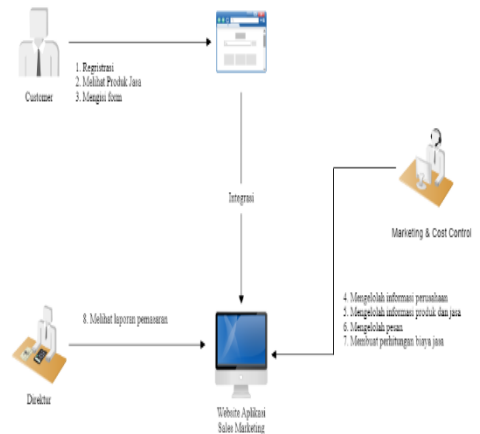 1. Regristrasi
2. Melihat Produk Jasa
3. Mengisi form
Customer
Integrasi
Marketing & Cost Control
4. Mengelolah informasi perusahaan
5. Mengelolah informasi produk dan jasa
6. Mengelolah pesan
7. Membuat perhitungan biaya jasa
8. Melihat laporan pemasaran
Direktur
Website Aplikasi
Sales Marketing